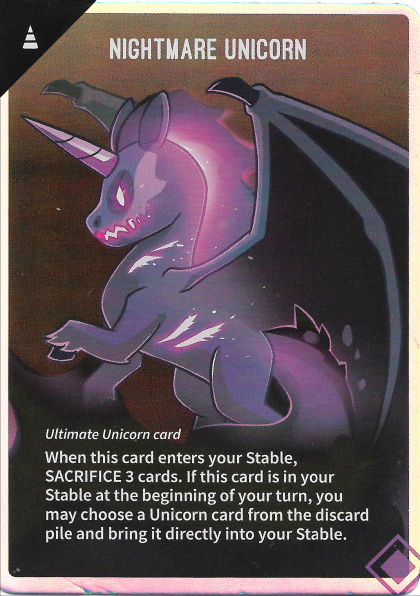 NIGHTMARE UNICORN
Ultimate Unicorn card
When this card enters your Stable,
SACRIFICE 3 cards. If this card is in your
Stable at the beginning of your turn, you
may choose a Unicorn card from the discard
pile and bring it directly into your Stable.